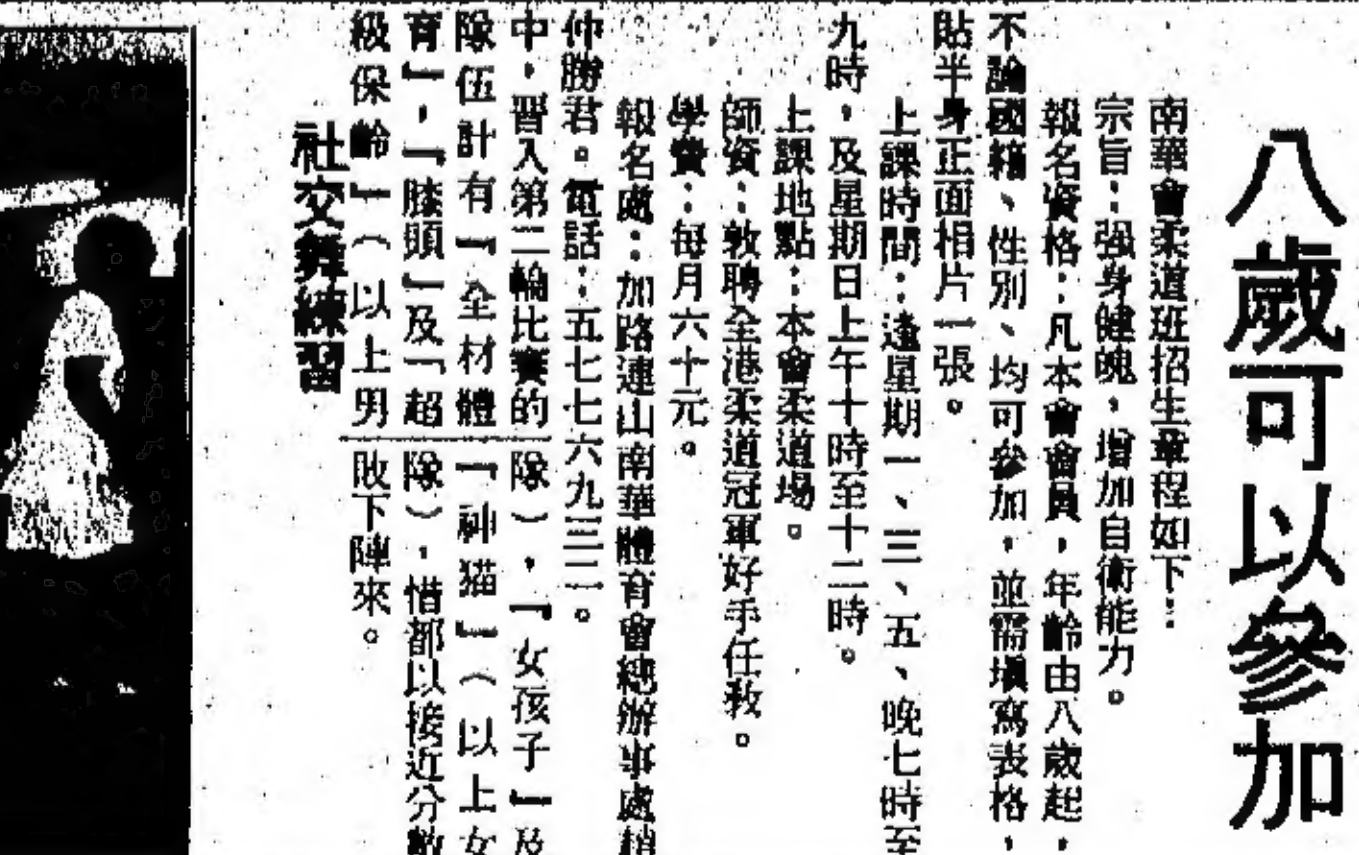 八歲可以參加
南華會柔道班招生章程如下：
宗旨：强身健魄，增加自衛能力。
報名資格：凡本會會員，年齡由八歲起，
不論國籍、性別、均可參加，並需塡寫表格，
貼半身正面相片一張。
上課時間：逢星期一、三、五、晚七時至
九時，及星期日上午十時至十二時。
上課地點：本會柔道場。
師資：敦聘全港柔道冠軍好手任敎。
學費：每月六十元。
報名處：加路連山南華體育會總辦事處趙
仲勝君。電話：五七七六九三二。
中，晋入第二輪比賽的
隊伍計有「全材體
育」，「膝頭」及「超
級保齡」（以上男
隊），「女孩子」及
「神猫」（以上女
隊），惜都以接近分數
敗下陣來。
社交舞練習